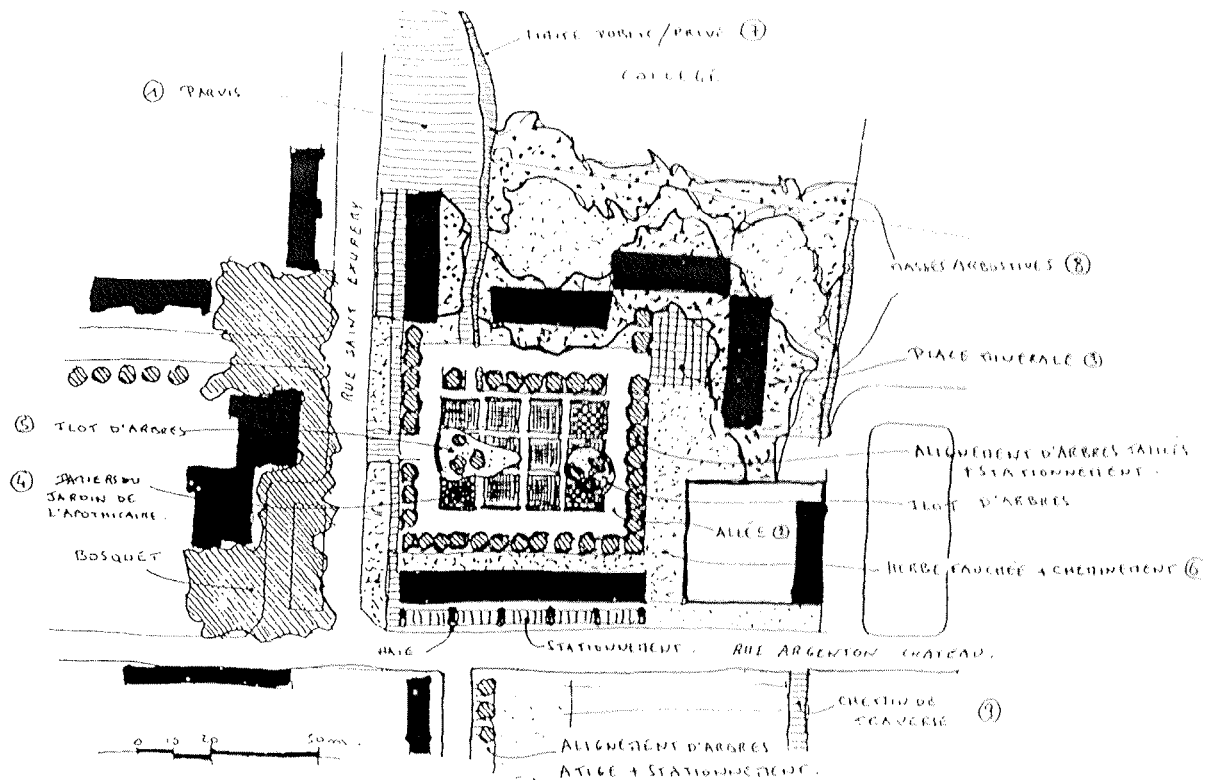 LIMITE PUBLIC/PRIVÉ ⑦
COLLEGE
① PARVIS
RUE SAINT EXUPERY
MASSES ARBUSTIVES ⑧
PLACE MINÉRALE ③
⑤ ILOT D'ARBRES
ALIGNEMENT D'ARBRES TAILLÉS
+ STATIONNEMENT.
④
JARDIN DE
L'APOTHICAIRE.
ILOT D'ARBRES
ALLÉE
BOSQUET
HERBE FAUCHÉE + CHEMINEMENT ⑥
HAIE
STATIONNEMENT.
RUE ARGENTON CHATEAU.
CHEMIN DE
TRAVERSE ⑨
0 10 20 50m.
ALIGNEMENT D'ARBRES
ATIGE + STATIONNEMENT.